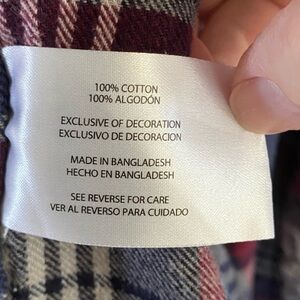 100% COTTON
100% ALGODÓN
EXCLUSIVE OF DECORATION
EXCLUSIVO DE DECORACION
MADE IN BANGLADESH
HECHO EN BANGLADESH
SEE REVERSE FOR CARE
VER AL REVERSO PARA CUIDADO